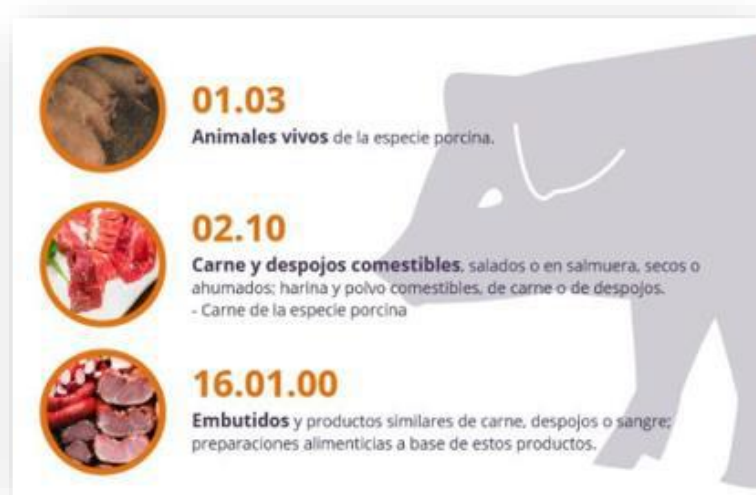 01.03
Animales vivos de la especie porcina.
02.10
Carne y despojos comestibles, salados o en salmuera, secos o
ahumados; harina y polvo comestibles, de carne o de despojos.
- Carne de la especie porcina
16.01.00
Embutidos y productos similares de carne, despojos o sangre;
preparaciones alimenticias a base de estos productos.